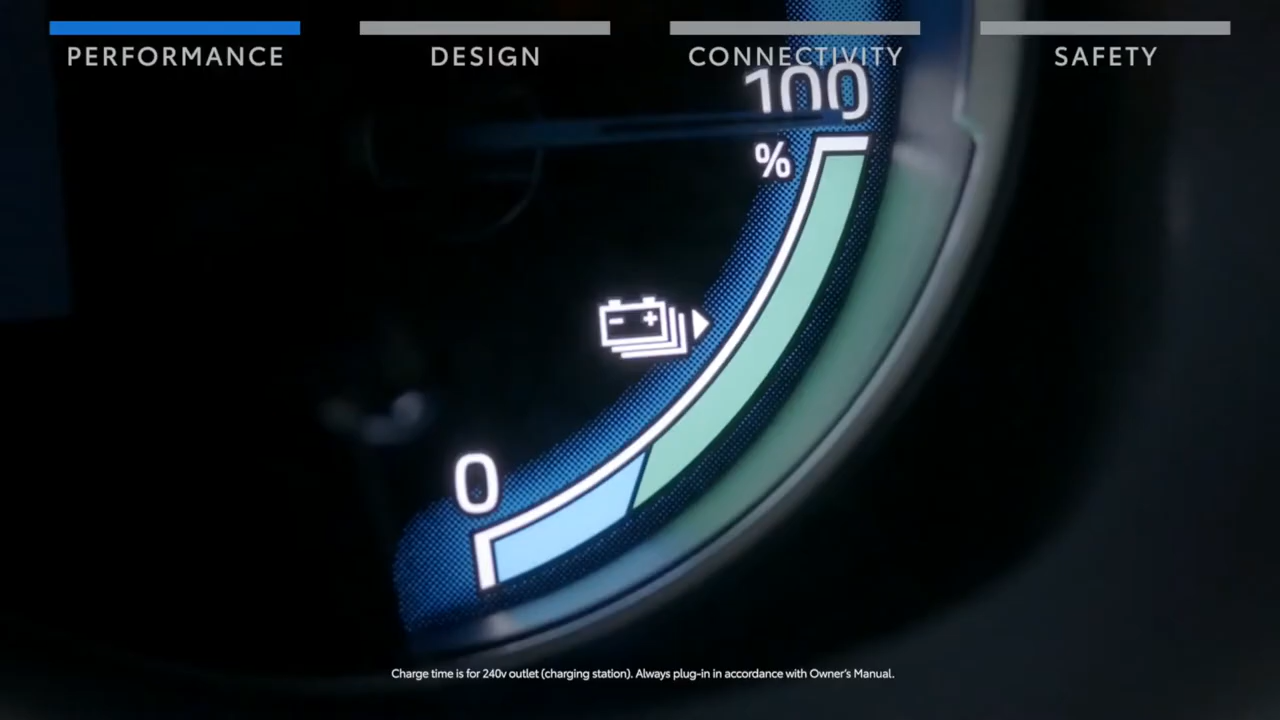 PERFORMANCE DESIGN CONNECTIVITY SAFETY
100
%
0
Charge time is for 240v outlet (charging station). Always plug-in in accordance with Owner's Manual.